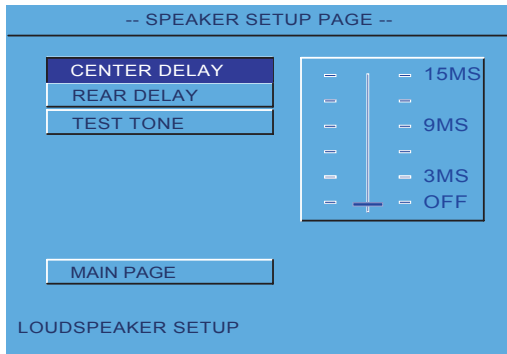 -- SPEAKER SETUP PAGE --
CENTER DELAY
REAR DELAY
TEST TONE
15MS
9MS
3MS
OFF
MAIN PAGE
LOUDSPEAKER SETUP